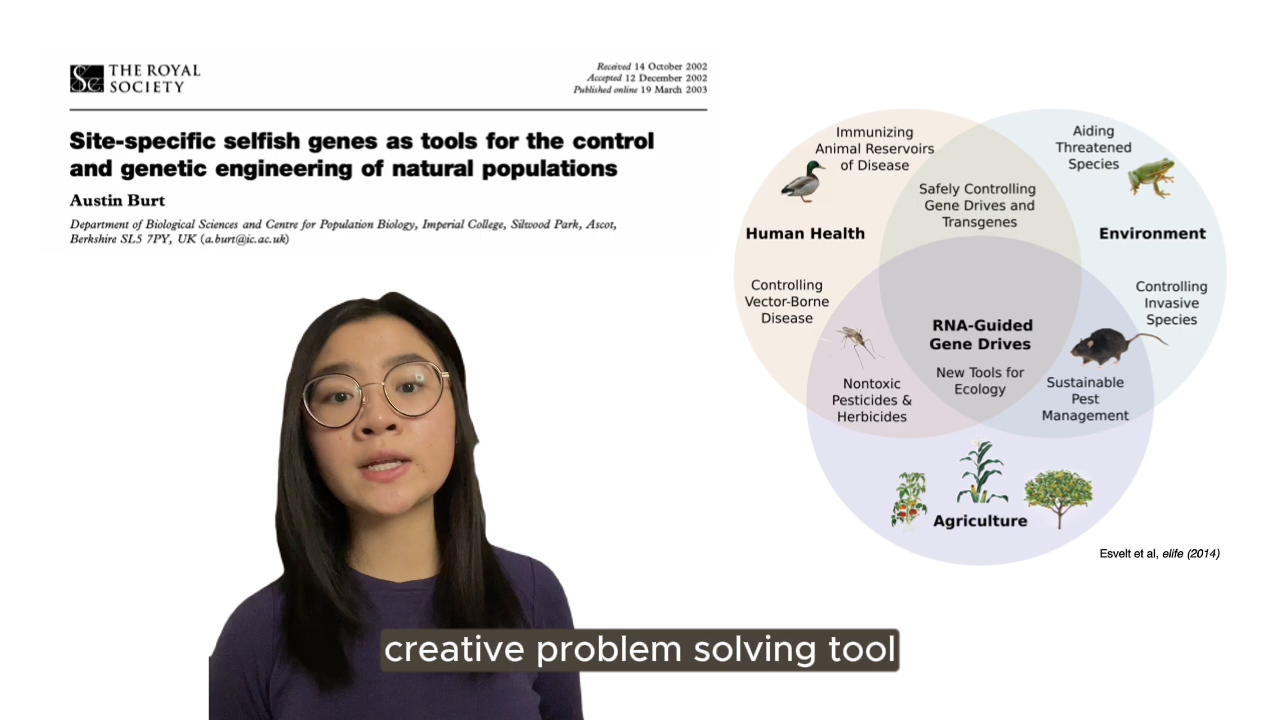 THE ROYAL
SOCIETY
Received 14 October 2002
Accepted 12 December 2002
Published online 19 March 2003
Site-specific selfish genes as tools for the control
and genetic engineering of natural populations
Austin Burt
Department of Biological Sciences and Centre for Population Biology, Imperial College, Silwood Park, Ascot,
Berkshire SL5 7PY, UK (a.burt@ic.ac.uk)
Immunizing
Animal Reservoirs
of Disease
Aiding
Threatened
Species
Safely Controlling
Gene Drives and
Transgenes
Human Health
Environment
Controlling
Vector-Borne
Disease
Controlling
Invasive
Species
RNA-Guided
Gene Drives
New Tools for
Ecology
Nontoxic
Pesticides &
Herbicides
Sustainable
Pest
Management
Agriculture
Esvelt et al, elife (2014)
creative problem solving tool